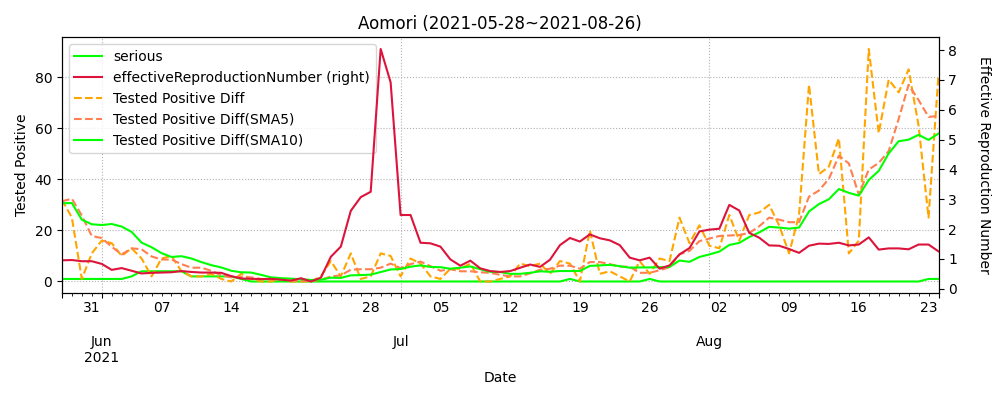 Aomori (2021-05-28~2021-08-26)
serious
effectiveReproductionNumber (right)
Tested Positive Diff
Tested Positive Diff(SMA5)
Tested Positive Diff(SMA10)
Tested Positive
80
60
40
20
0
8
7
6
5
4
3
2
1
0
Effective Reproduction Number
31 07 14 21 28 05 12 19 26 02 09 16 23
Jun Jul Aug
2021
Date